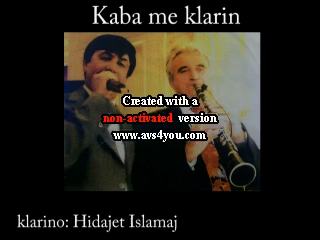 Kaba me klarin
Created with a
non-activated version
www.avs4you.com
klarino: Hidajet Islamaj